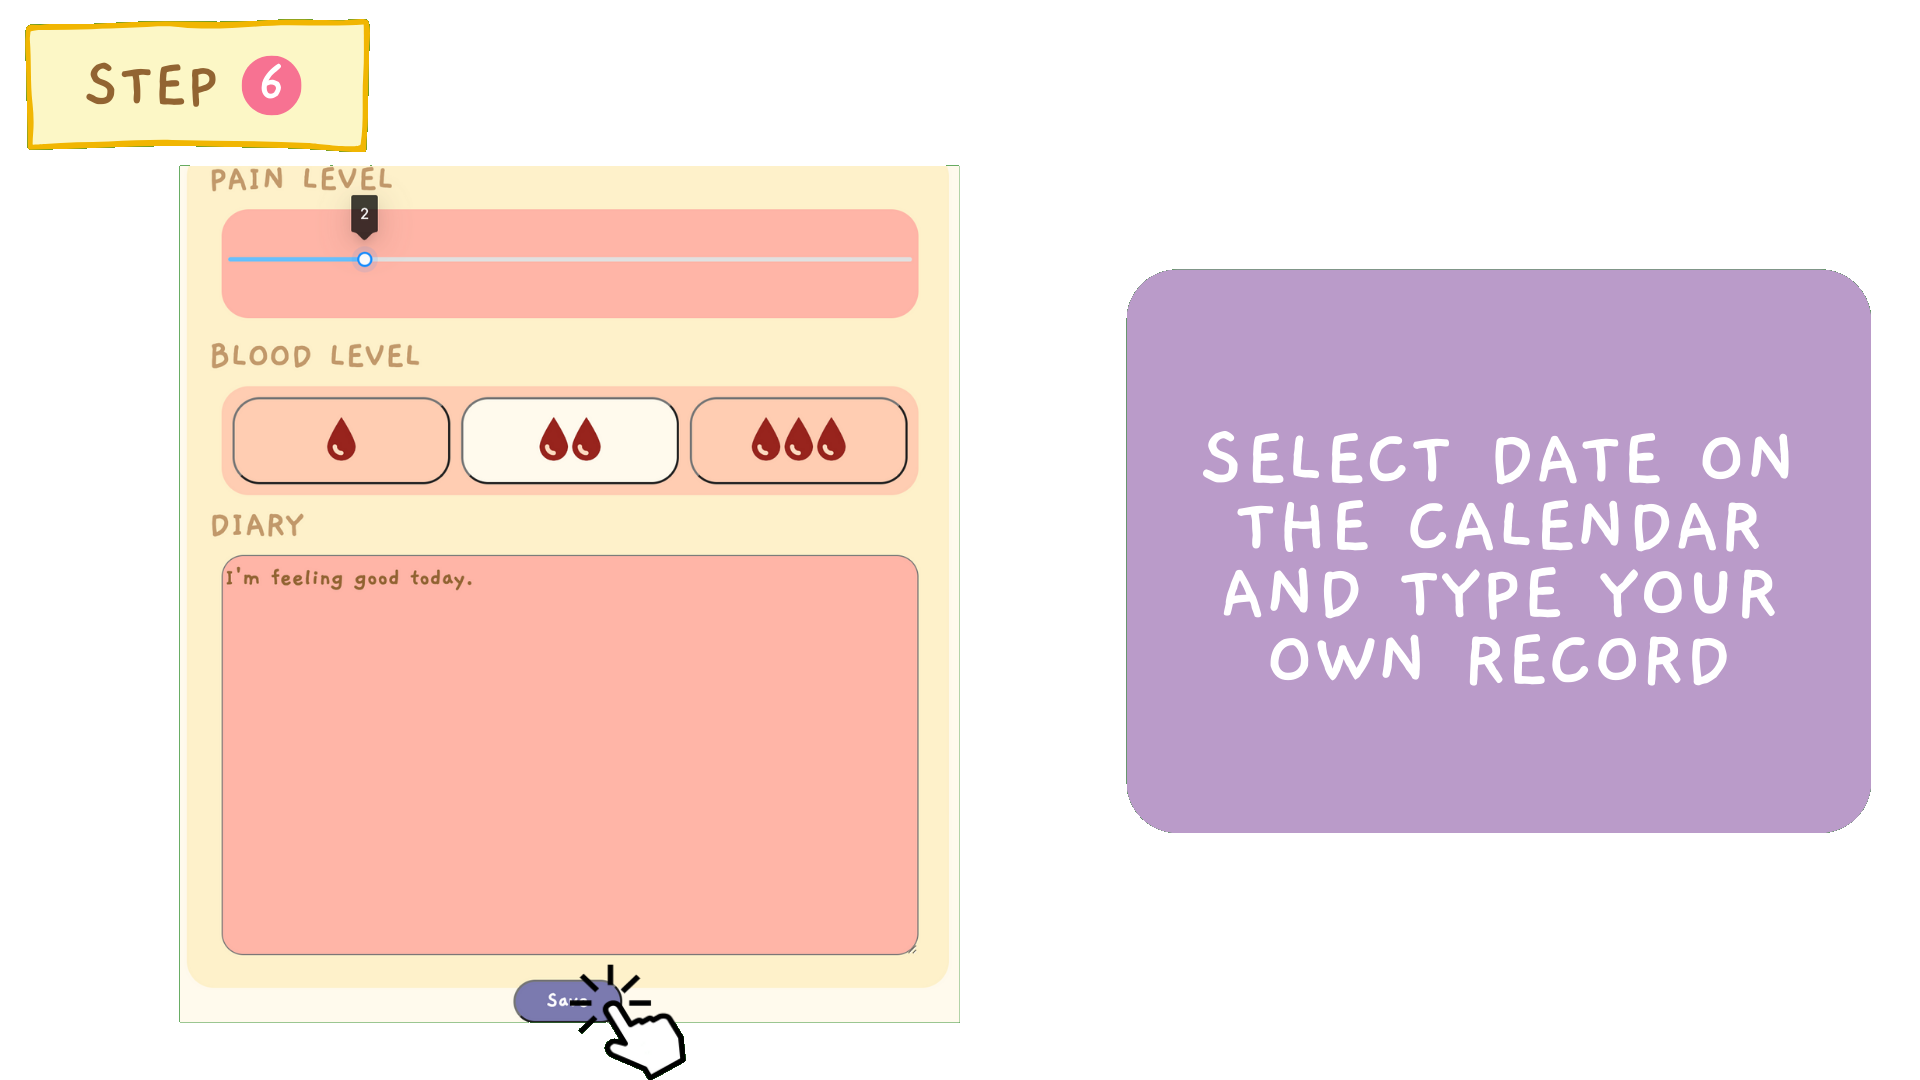 STEP 6
PAIN LEVEL
2
BLOOD LEVEL
DIARY
I'm feeling good today.
SELECT DATE ON
THE CALENDAR
AND TYPE YOUR
OWN RECORD